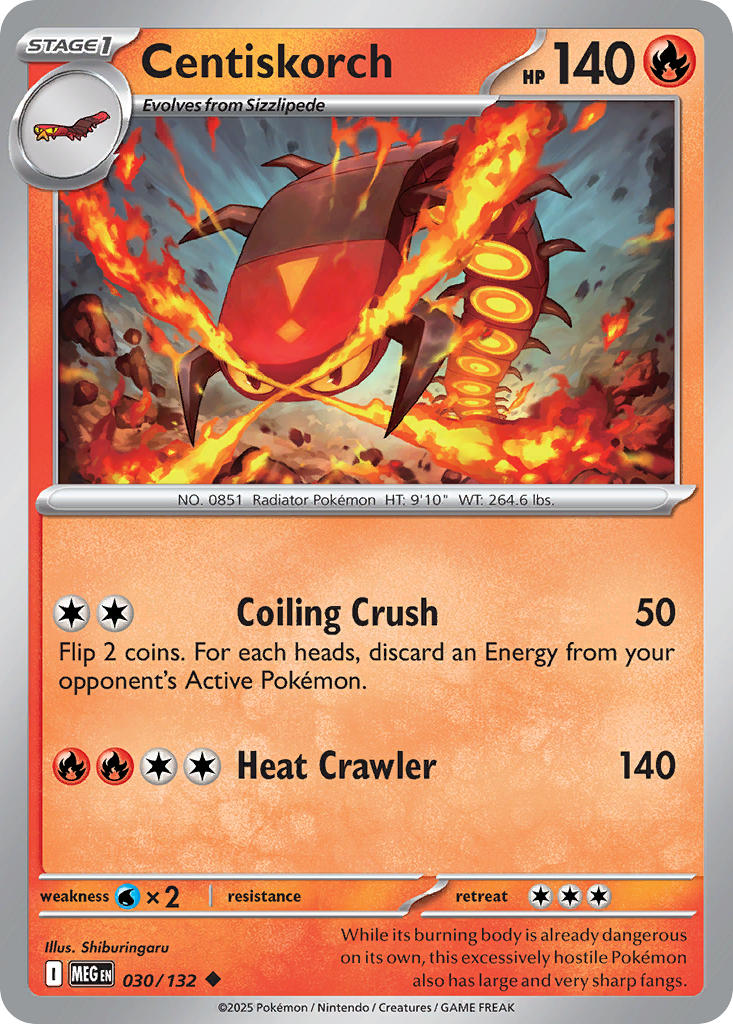 STAGE1
Centiskorch
HP 140
Evolves from Sizzlipede
NO. 0851 Radiator Pokémon HT: 9'10" WT: 264.6 lbs.
Coiling Crush 50
Flip 2 coins. For each heads, discard an Energy from your
opponent's Active Pokémon.
Heat Crawler 140
weakness ×2 resistance retreat
Illus. Shiburingaru
While its burning body is already dangerous
on its own, this excessively hostile Pokémon
also has large and very sharp fangs.
I MEG EN 030/132
©2025 Pokémon / Nintendo / Creatures / GAME FREAK